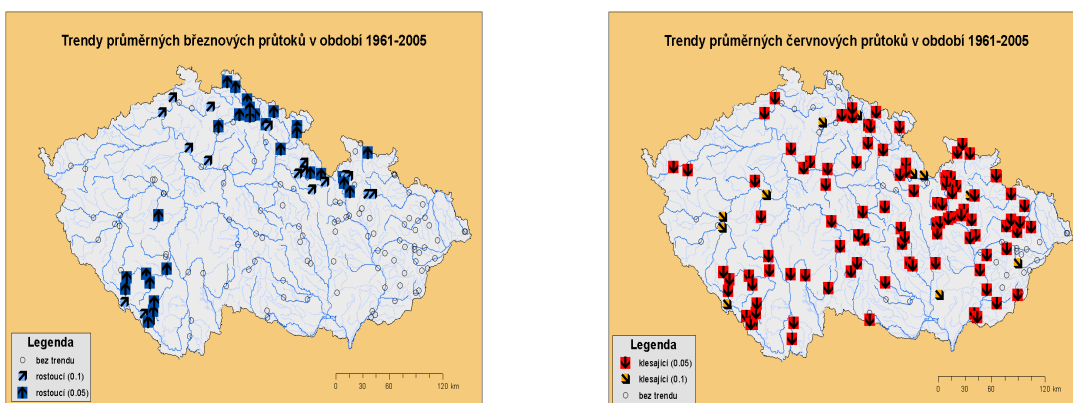 Trendy průměrných březnových průtoků v období 1961-2005
Legenda
bez trendu
rostoucí (0.1)
rostoucí (0.05)
0 30 60 120 km
Trendy průměrných červnových průtoků v období 1961-2005
Legenda
klesající (0.05)
klesající (0.1)
bez trendu
0 30 60 120 km